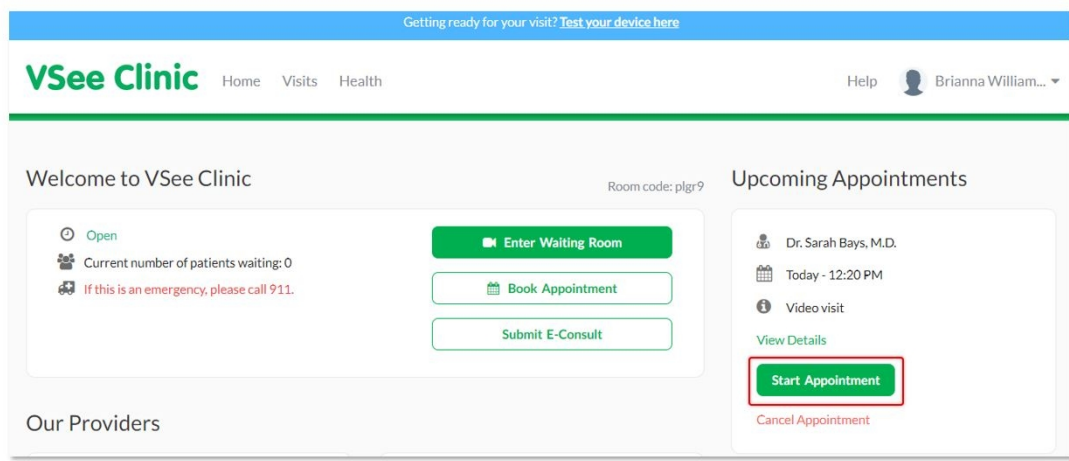 Getting ready for your visit? Test your device here
VSee Clinic Home Visits Health Help Brianna William...
Welcome to VSee Clinic
Room code: plgr9
Open
Current number of patients waiting: 0
If this is an emergency, please call 911.
Enter Waiting Room
Book Appointment
Submit E-Consult
Upcoming Appointments
Dr. Sarah Bays, M.D.
Today - 12:20 PM
Video visit
View Details
Start Appointment
Cancel Appointment
Our Providers